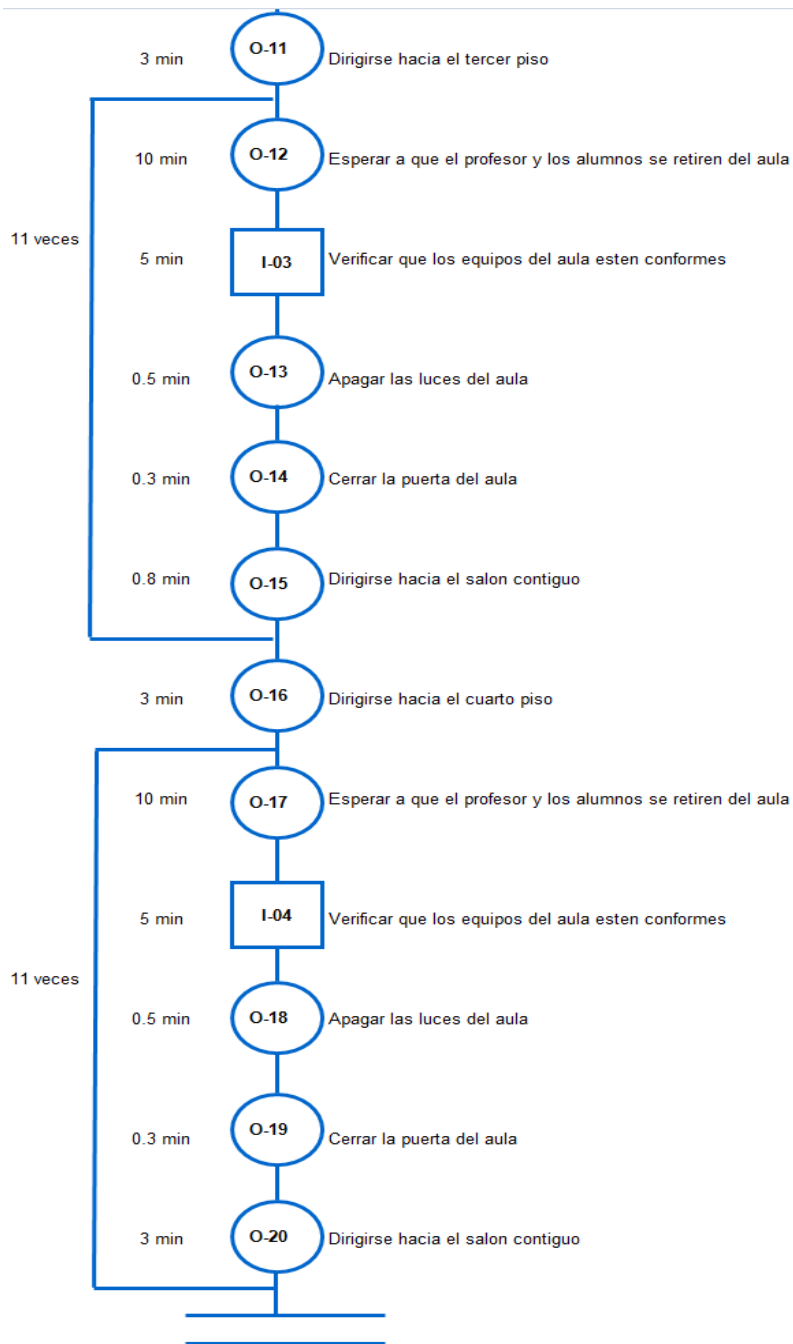 3 min O-11 Dirigirse hacia el tercer piso
10 min O-12 Esperar a que el profesor y los alumnos se retiren del aula
11 veces
5 min I-03 Verificar que los equipos del aula esten conformes
0.5 min O-13 Apagar las luces del aula
0.3 min O-14 Cerrar la puerta del aula
0.8 min O-15 Dirigirse hacia el salon contiguo
3 min O-16 Dirigirse hacia el cuarto piso
10 min O-17 Esperar a que el profesor y los alumnos se retiren del aula
5 min I-04 Verificar que los equipos del aula esten conformes
11 veces
0.5 min O-18 Apagar las luces del aula
0.3 min O-19 Cerrar la puerta del aula
3 min O-20 Dirigirse hacia el salon contiguo